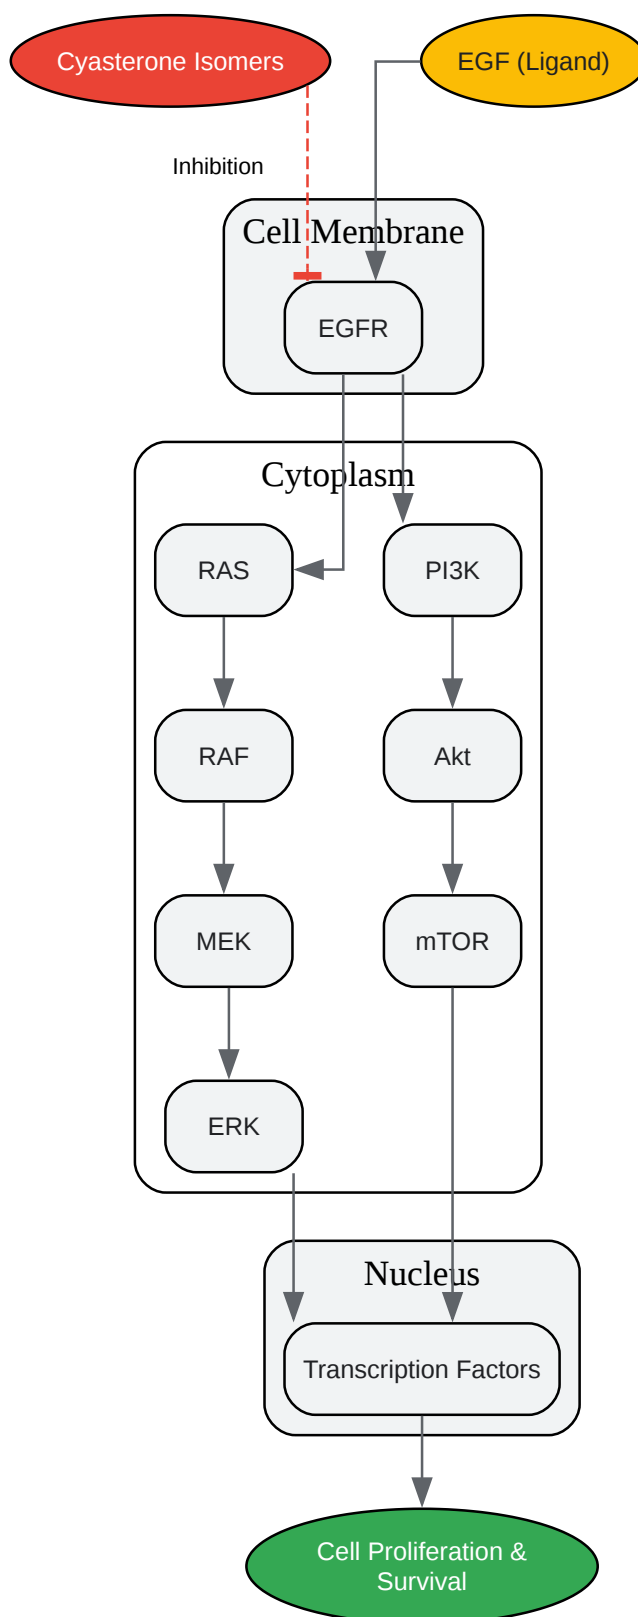 Cyasterone Isomers
EGF (Ligand)
Inhibition
Cell Membrane
EGFR
Cytoplasm
RAS
PI3K
RAF
Akt
MEK
mTOR
ERK
Nucleus
Transcription Factors
Cell Proliferation &
Survival